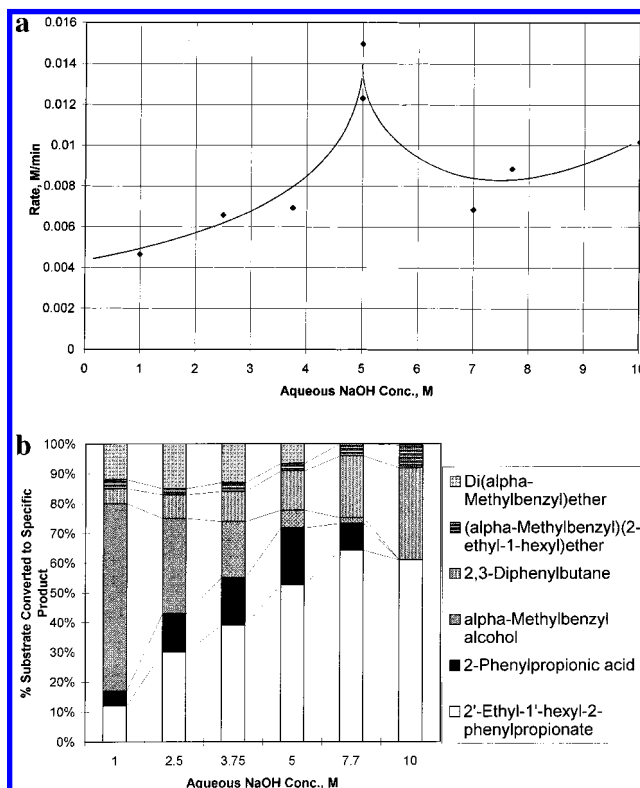 a
0.016
0.014
0.012
0.01
0.008
0.006
0.004
0.002
0
Rate, M/min
0 1 2 3 4 5 6 7 8 9 10
Aqueous NaOH Conc., M
b
100%
90%
80%
70%
60%
50%
40%
30%
20%
10%
0%
% Substrate Converted to Specific
Product
1 2.5 3.75 5 7.7 10
Aqueous NaOH Conc., M
Di(alpha-
Methylbenzyl)ether
(alpha-Methylbenzyl)(2-
ethyl-1-hexyl)ether
2,3-Diphenylbutane
alpha-Methylbenzyl
alcohol
2-Phenylpropionic acid
2'-Ethyl-1'-hexyl-2-
phenylpropionate